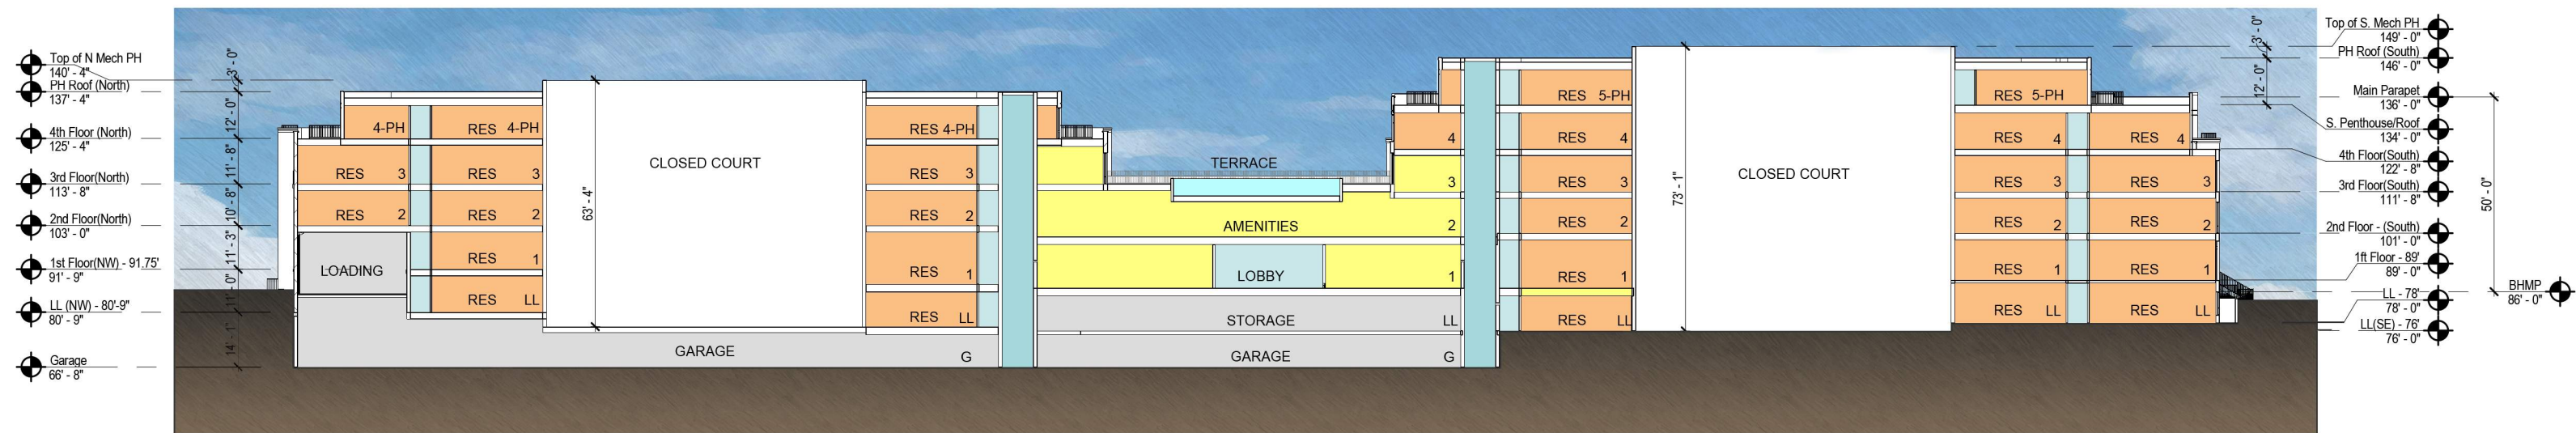 Top of N Mech PH
140' - 4"
PH Roof (North)
137' - 4"
4th Floor (North)
125' - 4"
3rd Floor(North)
113' - 8"
2nd Floor(North)
103' - 0"
1st Floor(NW) - 91.75'
91' - 9"
LL (NW) - 80'-9"
80' - 9"
Garage
66' - 8"
3' - 0"
12' - 0"
11' - 8"
10' - 8"
11' - 3"
11' - 0"
14' - 1"
4-PH
RES 4-PH
RES 3
RES 3
RES 2
RES 2
LOADING
RES 1
RES LL
CLOSED COURT
63' - 4"
RES 4-PH
RES 3
RES 2
RES 1
RES LL
GARAGE G
TERRACE
3
4
AMENITIES 2
LOBBY 1
STORAGE LL
GARAGE G
RES 5-PH
RES 4
RES 3
RES 2
RES 1
RES LL
CLOSED COURT
73' - 1"
RES 5-PH
RES 4
RES 4
RES 3
RES 3
RES 2
RES 2
RES 1
RES 1
RES LL
RES LL
3' - 0"
12' - 0"
Top of S. Mech PH
149' - 0"
PH Roof (South)
146' - 0"
Main Parapet
136' - 0"
S. Penthouse/Roof
134' - 0"
4th Floor(South)
122' - 8"
3rd Floor(South)
111' - 8"
2nd Floor - (South)
101' - 0"
1ft Floor - 89'
89' - 0"
LL - 78'
78' - 0"
LL(SE) - 76'
76' - 0"
50' - 0"
BHMP
86' - 0"